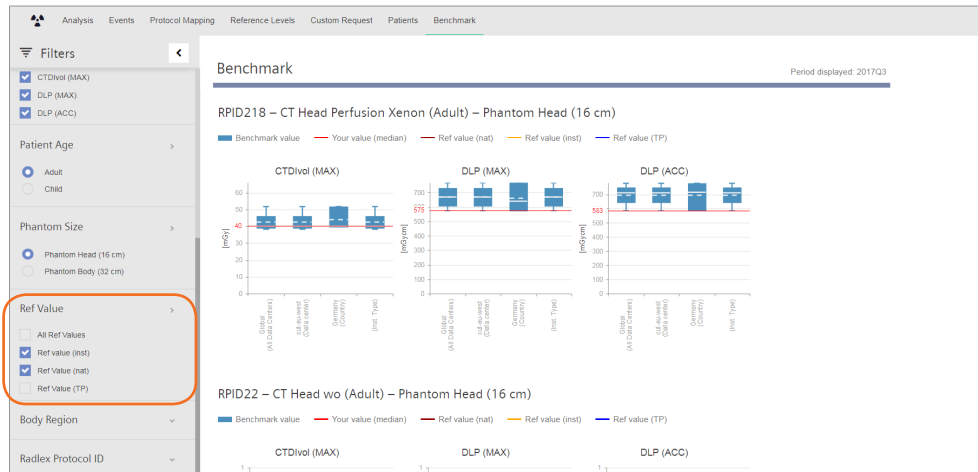 Analysis Events Protocol Mapping Reference Levels Custom Request Patients Benchmark
Filters
CTDIvol (MAX)
DLP (MAX)
DLP (ACC)
Patient Age
Adult
Child
Phantom Size
Phantom Head (16 cm)
Phantom Body (32 cm)
Ref Value
All Ref Values
Ref value (inst)
Ref Value (nat)
Ref Value (TP)
Body Region
Radlex Protocol ID
Benchmark
Period displayed: 2017Q3
RPID218 – CT Head Perfusion Xenon (Adult) – Phantom Head (16 cm)
Benchmark value Your value (median) Ref value (nat) Ref value (inst) Ref value (TP)
CTDIvol (MAX)
[mGy]
60
50
40
30
20
10
0
Global (All Data Centers)
cut-eu-west (Data center)
Germany (Country)
(Inst. Type)
DLP (MAX)
[mGycm]
700
575
500
400
300
200
100
0
Global (All Data Centers)
cut-eu-west (Data center)
Germany (Country)
(Inst. Type)
DLP (ACC)
[mGycm]
700
583
500
400
300
200
100
0
Global (All Data Centers)
cut-eu-west (Data center)
Germany (Country)
(Inst. Type)
RPID22 – CT Head wo (Adult) – Phantom Head (16 cm)
Benchmark value Your value (median) Ref value (nat) Ref value (inst) Ref value (TP)
CTDIvol (MAX)
1
DLP (MAX)
1
DLP (ACC)
1